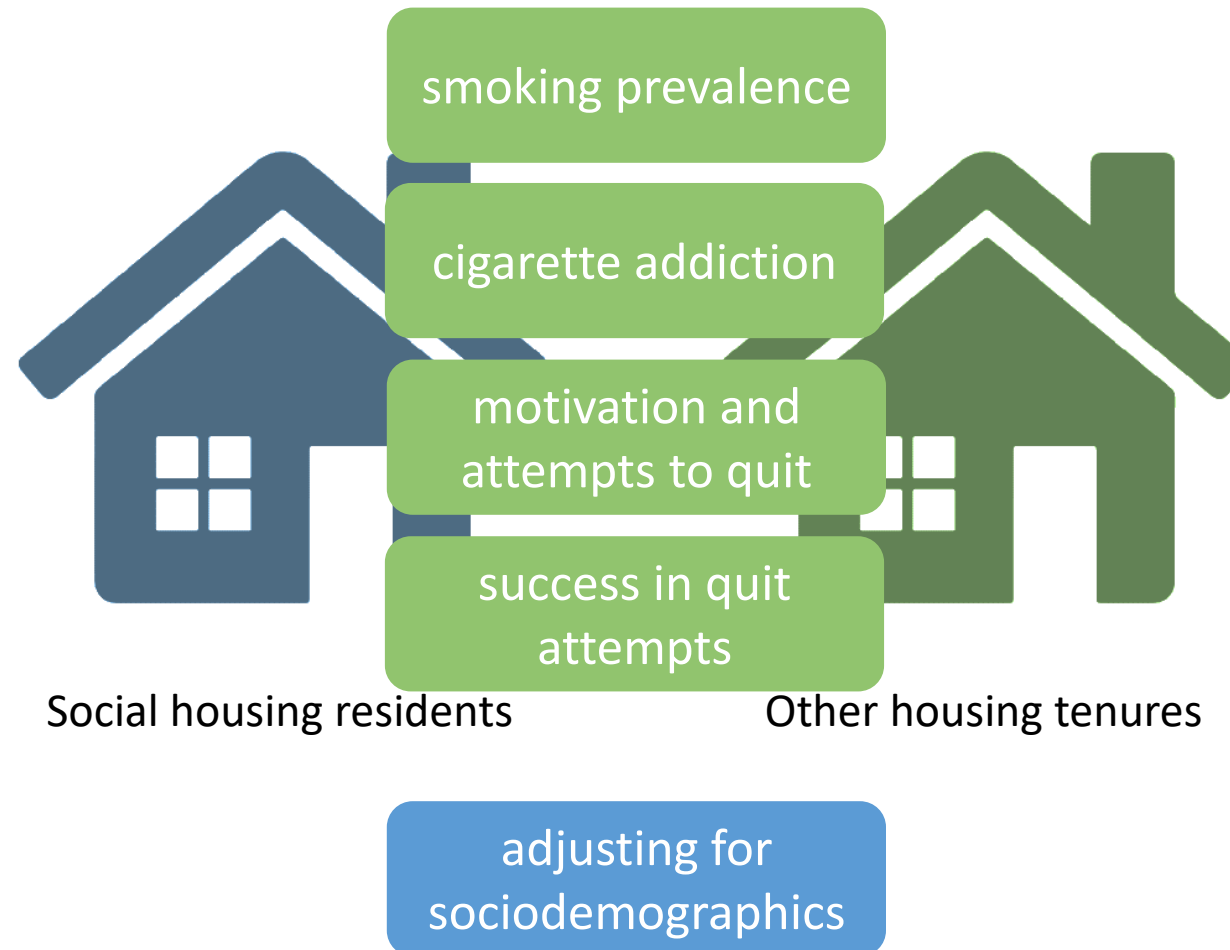 smoking prevalence
cigarette addiction
motivation and
attempts to quit
success in quit
attempts
Social housing residents
Other housing tenures
adjusting for
sociodemographics